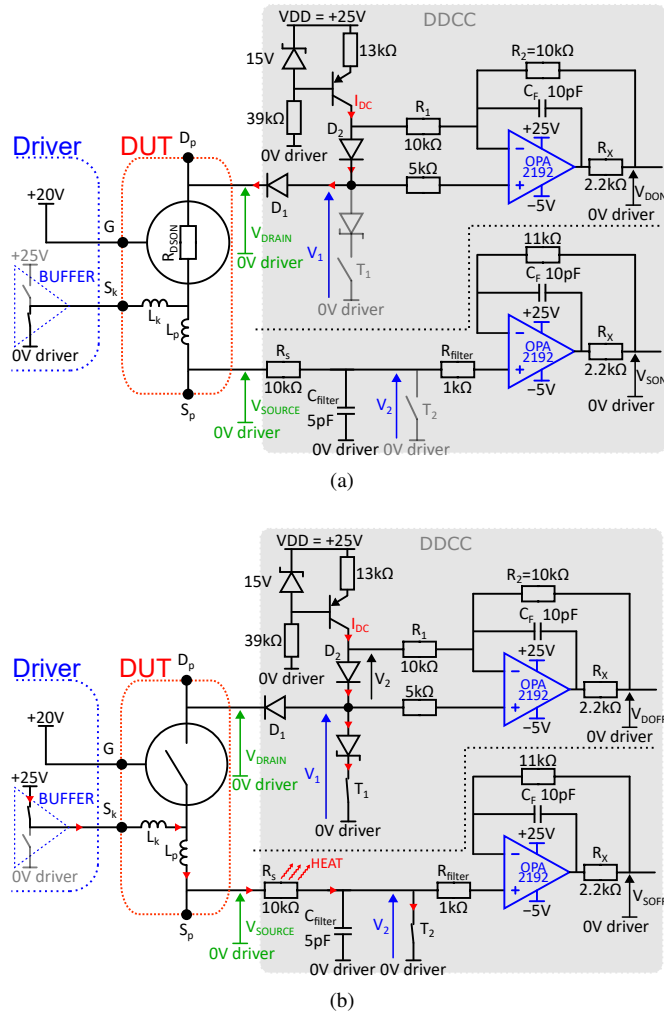 DDCC
VDD = +25V
15V
13kΩ
R2=10kΩ
CF 10pF
IDC
R1
10kΩ
+25V
OPA
2192
−5V
RX
2.2kΩ
39kΩ
0V driver
D2
Driver
DUT
Dp
+20V
G
D1
5kΩ
VDON
0V driver
RDSON
VDRAIN
0V driver
V1
T1
0V driver
+25V
BUFFER
Sk
Lk
Lp
0V driver
11kΩ
CF 10pF
+25V
OPA
2192
−5V
RX
2.2kΩ
VSON
0V driver
Rs
10kΩ
Rfilter
1kΩ
Cfilter
5pF
V2
T2
VSOURCE
0V driver
0V driver
0V driver
Sp
(a)
DDCC
VDD = +25V
15V
13kΩ
R2=10kΩ
CF 10pF
IDC
R1
10kΩ
+25V
OPA
2192
−5V
RX
2.2kΩ
39kΩ
0V driver
D2
V2
Driver
DUT
Dp
+20V
G
D1
5kΩ
VDOFF
0V driver
VDRAIN
0V driver
V1
T1
0V driver
+25V
BUFFER
Sk
Lk
Lp
0V driver
11kΩ
CF 10pF
+25V
OPA
2192
−5V
RX
2.2kΩ
VSOFF
0V driver
Rs
HEAT
10kΩ
Rfilter
1kΩ
Cfilter
5pF
V2
T2
VSOURCE
0V driver
0V driver
0V driver
Sp
(b)